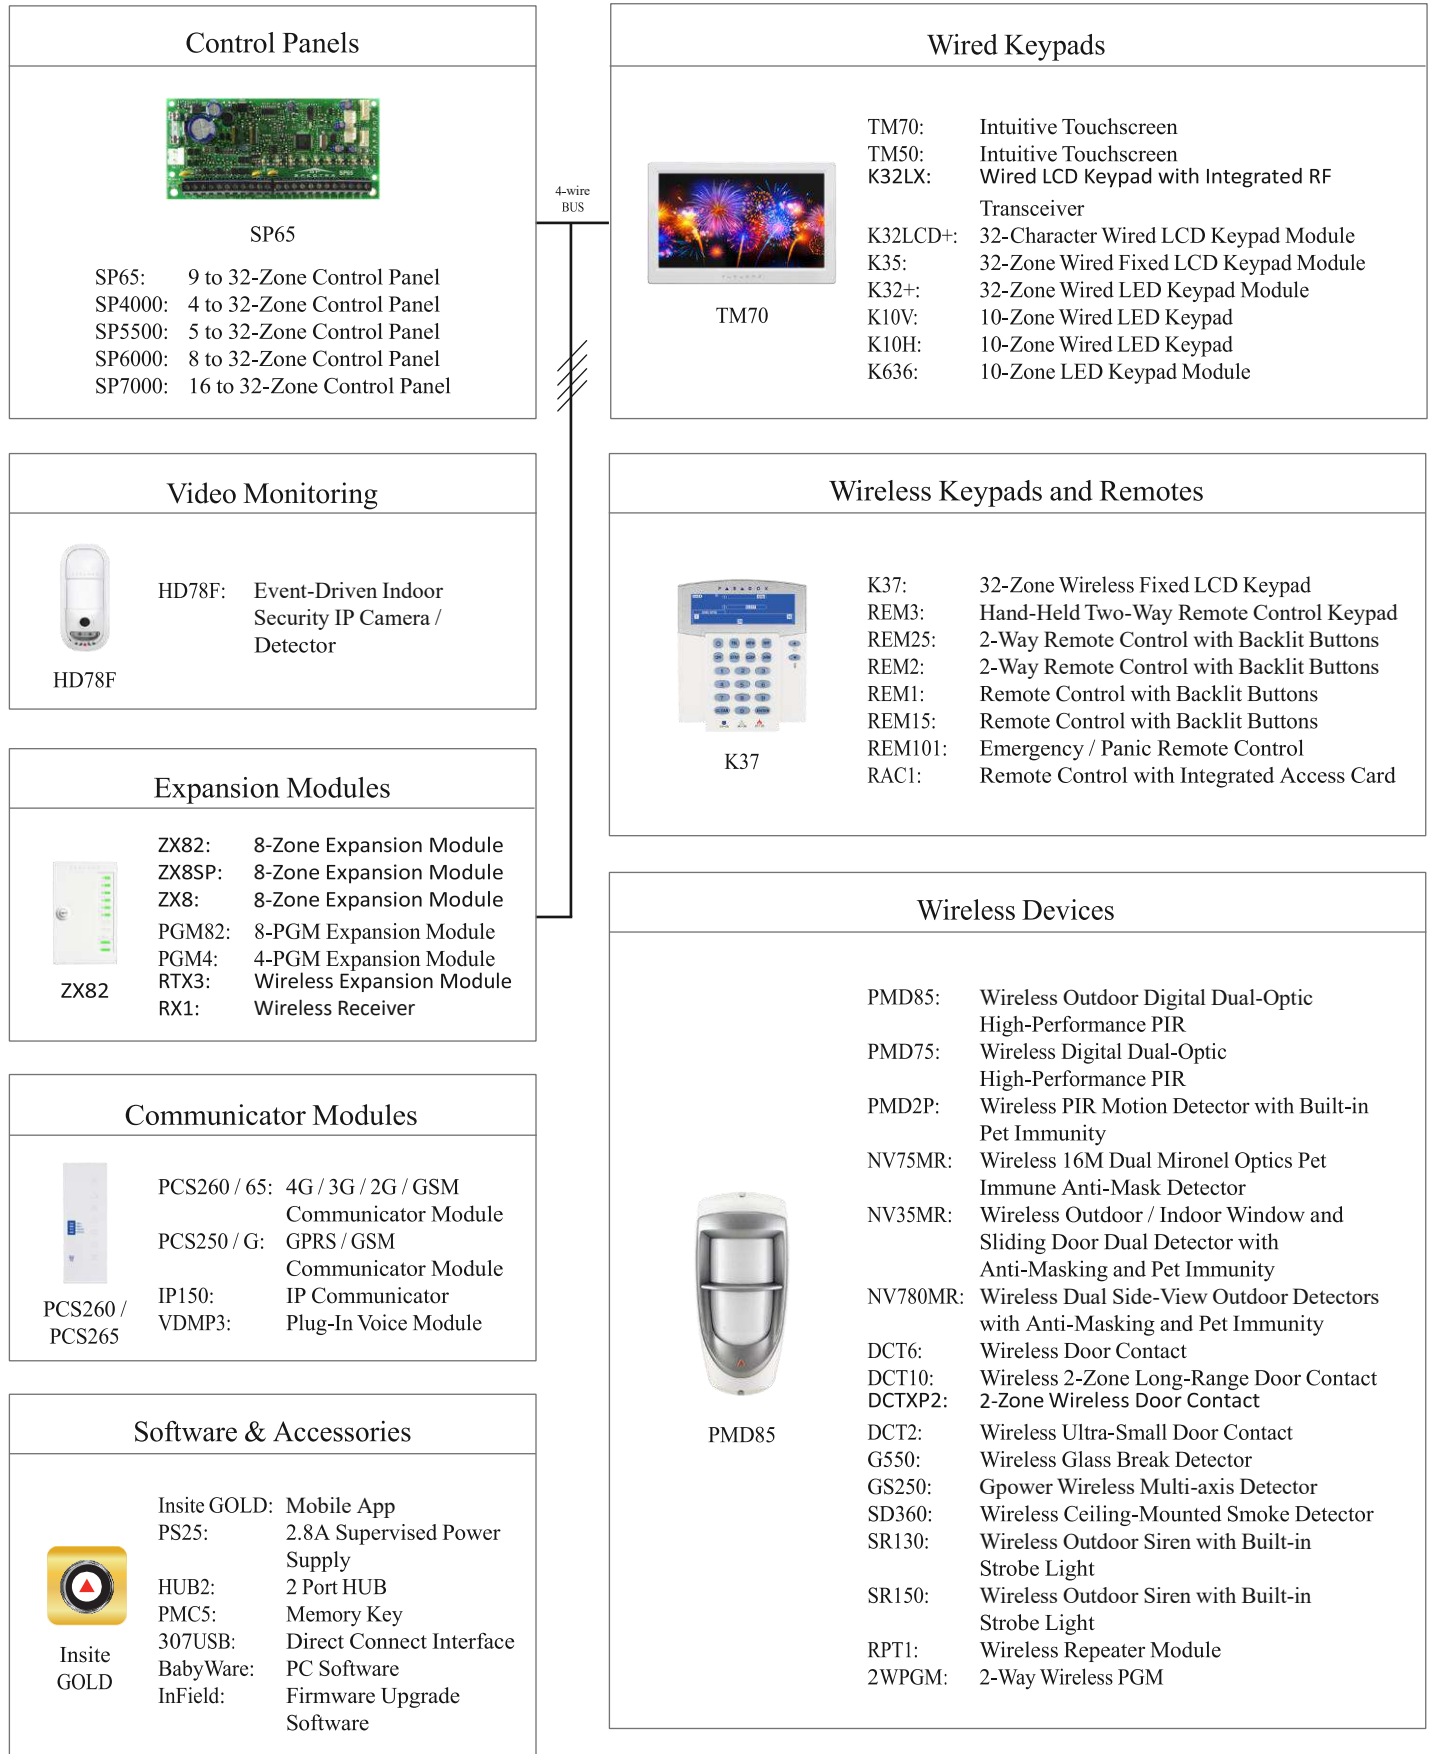 Control Panels
SPECTRA SP65
SP65
SP65: 9 to 32-Zone Control Panel
SP4000: 4 to 32-Zone Control Panel
SP5500: 5 to 32-Zone Control Panel
SP6000: 8 to 32-Zone Control Panel
SP7000: 16 to 32-Zone Control Panel
4-wire
BUS
Wired Keypads
PARADOX
TM70
TM70: Intuitive Touchscreen
TM50: Intuitive Touchscreen
K32LX: Wired LCD Keypad with Integrated RF
Transceiver
K32LCD+: 32-Character Wired LCD Keypad Module
K35: 32-Zone Wired Fixed LCD Keypad Module
K32+: 32-Zone Wired LED Keypad Module
K10V: 10-Zone Wired LED Keypad
K10H: 10-Zone Wired LED Keypad
K636: 10-Zone LED Keypad Module
Video Monitoring
HD78F
HD78F: Event-Driven Indoor
Security IP Camera /
Detector
Wireless Keypads and Remotes
PARADOX
K37
K37: 32-Zone Wireless Fixed LCD Keypad
REM3: Hand-Held Two-Way Remote Control Keypad
REM25: 2-Way Remote Control with Backlit Buttons
REM2: 2-Way Remote Control with Backlit Buttons
REM1: Remote Control with Backlit Buttons
REM15: Remote Control with Backlit Buttons
REM101: Emergency / Panic Remote Control
RAC1: Remote Control with Integrated Access Card
Expansion Modules
ZX82
ZX82: 8-Zone Expansion Module
ZX8SP: 8-Zone Expansion Module
ZX8: 8-Zone Expansion Module
PGM82: 8-PGM Expansion Module
PGM4: 4-PGM Expansion Module
RTX3: Wireless Expansion Module
RX1: Wireless Receiver
Wireless Devices
PMD85
PMD85: Wireless Outdoor Digital Dual-Optic
High-Performance PIR
PMD75: Wireless Digital Dual-Optic
High-Performance PIR
PMD2P: Wireless PIR Motion Detector with Built-in
Pet Immunity
NV75MR: Wireless 16M Dual Mironel Optics Pet
Immune Anti-Mask Detector
NV35MR: Wireless Outdoor / Indoor Window and
Sliding Door Dual Detector with
Anti-Masking and Pet Immunity
NV780MR: Wireless Dual Side-View Outdoor Detectors
with Anti-Masking and Pet Immunity
DCT6: Wireless Door Contact
DCT10: Wireless 2-Zone Long-Range Door Contact
DCTXP2: 2-Zone Wireless Door Contact
DCT2: Wireless Ultra-Small Door Contact
G550: Wireless Glass Break Detector
GS250: Gpower Wireless Multi-axis Detector
SD360: Wireless Ceiling-Mounted Smoke Detector
SR130: Wireless Outdoor Siren with Built-in
Strobe Light
SR150: Wireless Outdoor Siren with Built-in
Strobe Light
RPT1: Wireless Repeater Module
2WPGM: 2-Way Wireless PGM
Communicator Modules
PCS260 /
PCS265
PCS260 / 65: 4G / 3G / 2G / GSM
Communicator Module
PCS250 / G: GPRS / GSM
Communicator Module
IP150: IP Communicator
VDMP3: Plug-In Voice Module
Software & Accessories
Insite
GOLD
Insite GOLD: Mobile App
PS25: 2.8A Supervised Power
Supply
HUB2: 2 Port HUB
PMC5: Memory Key
307USB: Direct Connect Interface
BabyWare: PC Software
InField: Firmware Upgrade
Software